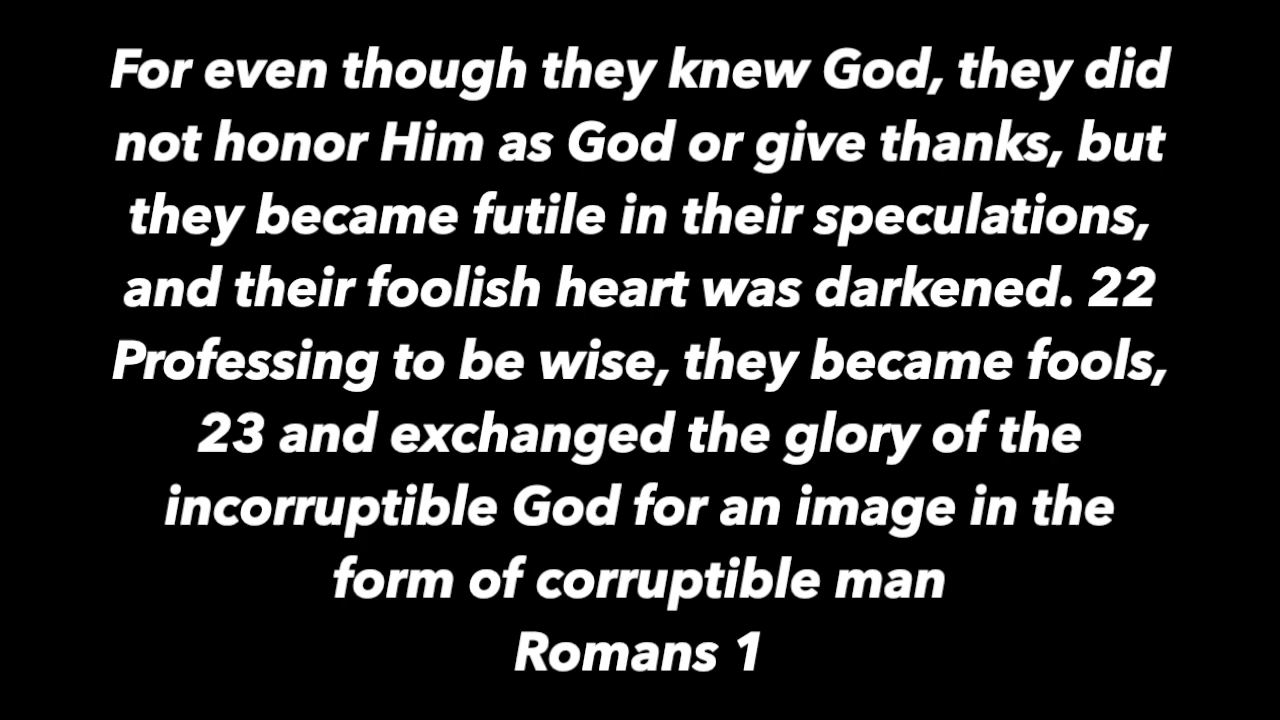 For even though they knew God, they did
not honor Him as God or give thanks, but
they became futile in their speculations,
and their foolish heart was darkened. 22
Professing to be wise, they became fools,
23 and exchanged the glory of the
incorruptible God for an image in the
form of corruptible man
Romans 1